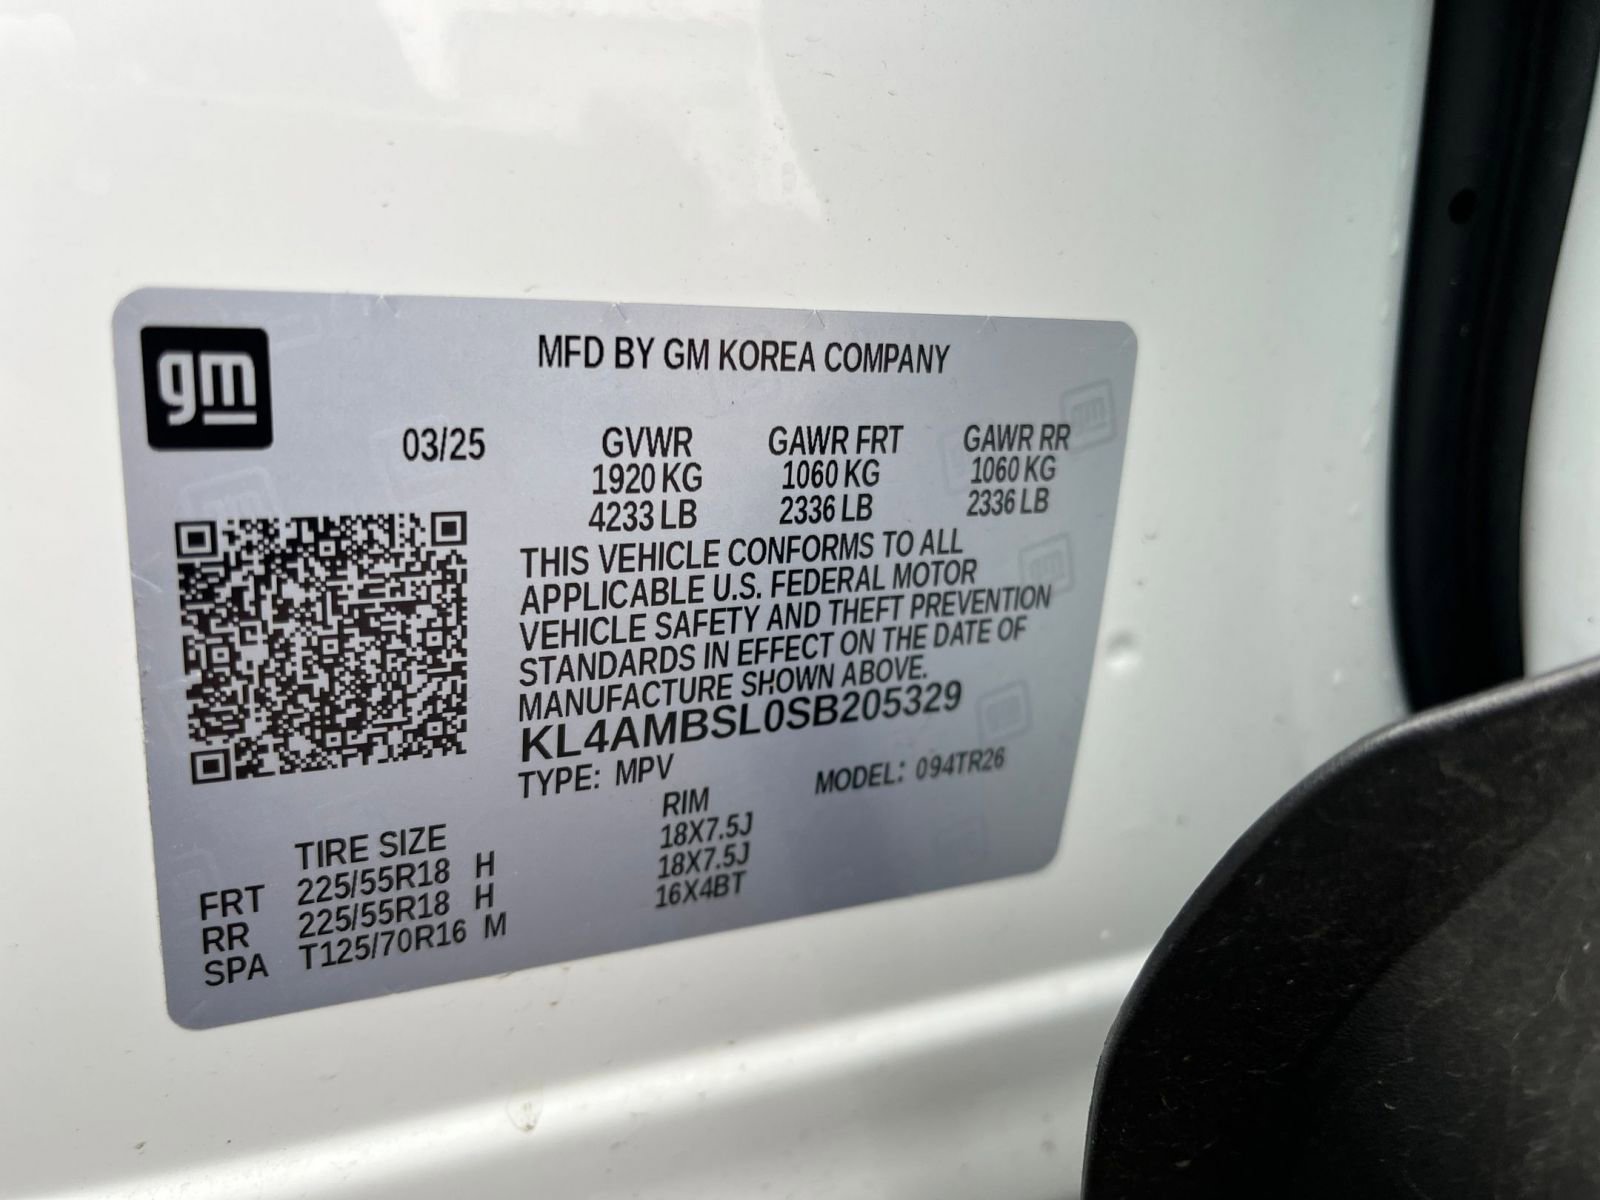 gm
MFD BY GM KOREA COMPANY
03/25 GVWR GAWR FRT GAWR RR
1920 KG 1060 KG 1060 KG
4233 LB 2336 LB 2336 LB
THIS VEHICLE CONFORMS TO ALL
APPLICABLE U.S. FEDERAL MOTOR
VEHICLE SAFETY AND THEFT PREVENTION
STANDARDS IN EFFECT ON THE DATE OF
MANUFACTURE SHOWN ABOVE.
KL4AMBSL0SB205329
TYPE: MPV MODEL: 094TR26
TIRE SIZE RIM
FRT 225/55R18 H 18X7.5J
RR 225/55R18 H 18X7.5J
SPA T125/70R16 M 16X4BT